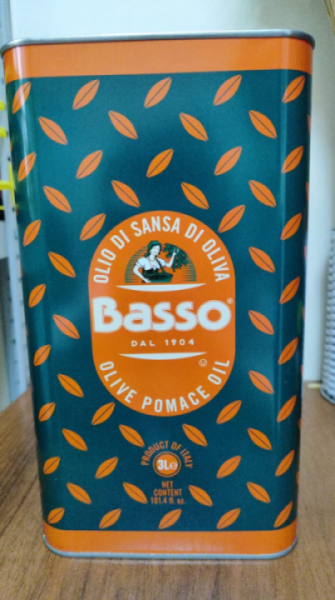 OLIO DI SANSA DI OLIVA
Basso®
DAL 1904
OLIVE POMACE OIL
PRODUCT OF ITALY
3L℮
NET
CONTENT
101.4 fl. oz.